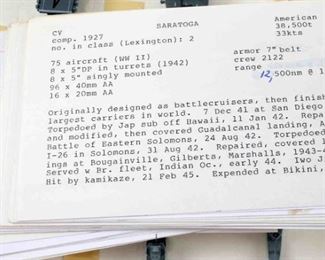 CV SARATOGA American
comp. 1927 38,500t
no. in class (Lexington): 2 33kts
75 aircraft (WW II) armor 7" belt
8 x 5"DP in turrets (1942) crew 2122
8 x 5" singly mounted range
96 x 40mm AA 12,500nm @ 1
16 x 20mm AA
Originally designed as battlecruisers, then finish
largest carriers in world. 7 Dec 41 at San Diego
Torpedoed by Jap sub off Hawaii, 11 Jan 42. Repa
and modified, then covered Guadalcanal landing, A
Battle of Eastern Solomons, 24 Aug 42. Torpedoe
I-26 in Solomons, 31 Aug 42. Repaired, covered l
ings at Bougainville, Gilberts, Marshalls, 1943-4
Served w Br. fleet, Indian Oc., early 44. Iwo J
Hit by kamikaze, 21 Feb 45. Expended at Bikini,